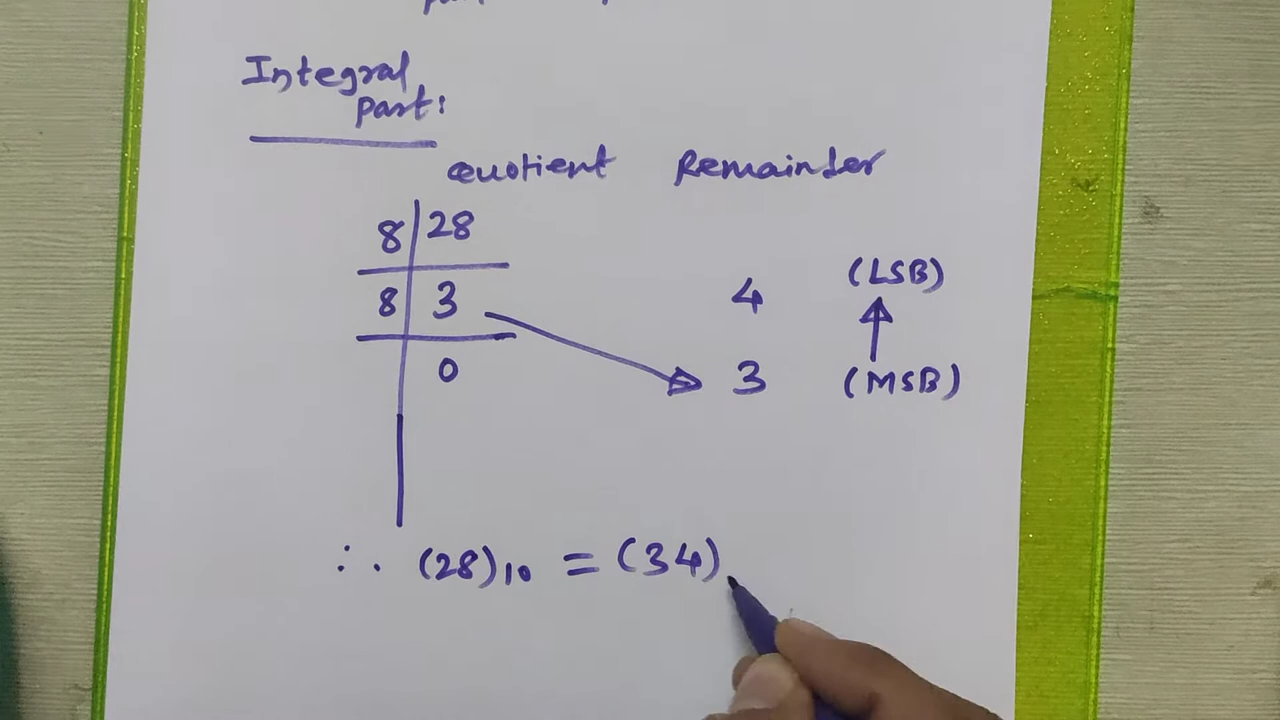 Integral
part:
Quotient Remainder
8 28
8 3 4 (LSB)
0 3 (MSB)
∴ (28)10 = (34)